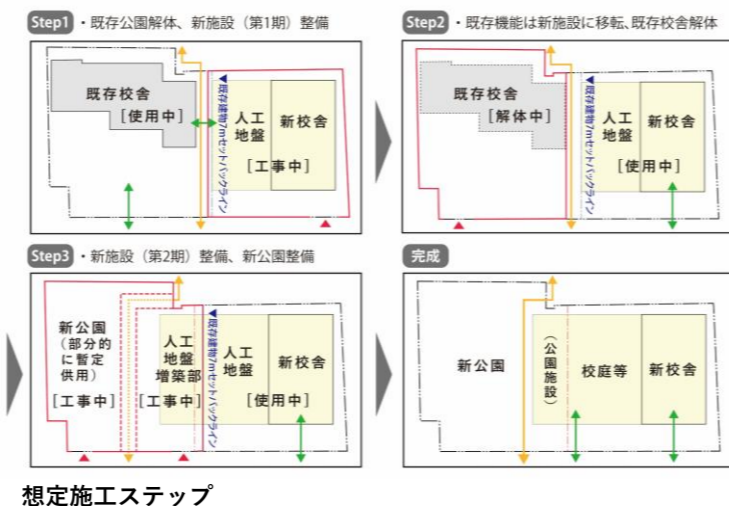 Step1 ・既存公園解体、新施設（第1期）整備
既存校舎
［使用中］
▼既存建物7mセットバックライン
人工
地盤
新校舎
［工事中］
Step2 ・既存機能は新施設に移転、既存校舎解体
既存校舎
［解体中］
▼既存建物7mセットバックライン
人工
地盤
新校舎
［使用中］
Step3 ・新施設（第2期）整備、新公園整備
新公園
（部分的
に暫定
供用）
［工事中］
人工
地盤
増築部
［工事中］
▼既存建物7mセットバックライン
人工
地盤
新校舎
［使用中］
完成
新公園
（公園施設）
校庭等
新校舎
想定施工ステップ